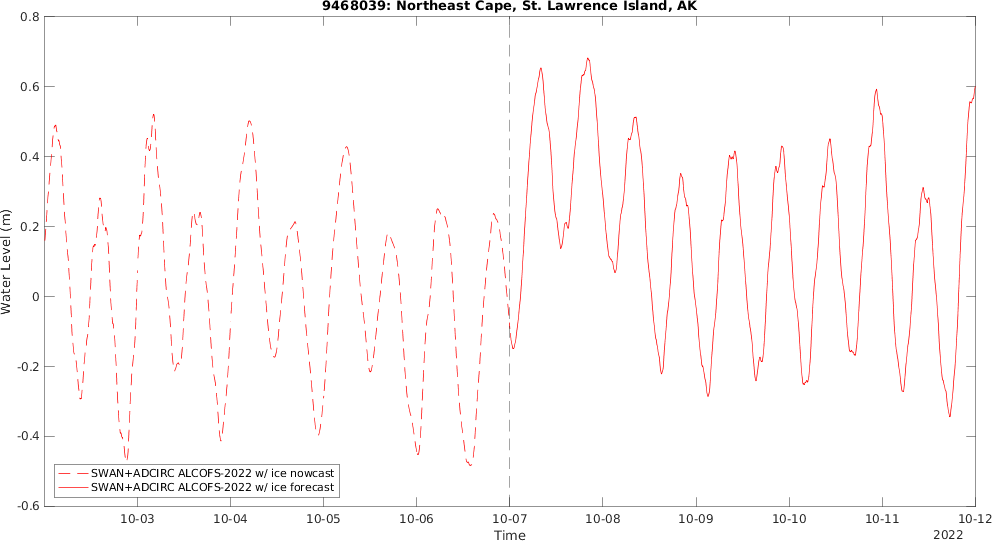 9468039: Northeast Cape, St. Lawrence Island, AK
0.8
0.6
0.4
0.2
0
-0.2
-0.4
-0.6
Water Level (m)
SWAN+ADCIRC ALCOFS-2022 w/ ice nowcast
SWAN+ADCIRC ALCOFS-2022 w/ ice forecast
10-03 10-04 10-05 10-06 10-07 10-08 10-09 10-10 10-11 10-12
Time 2022